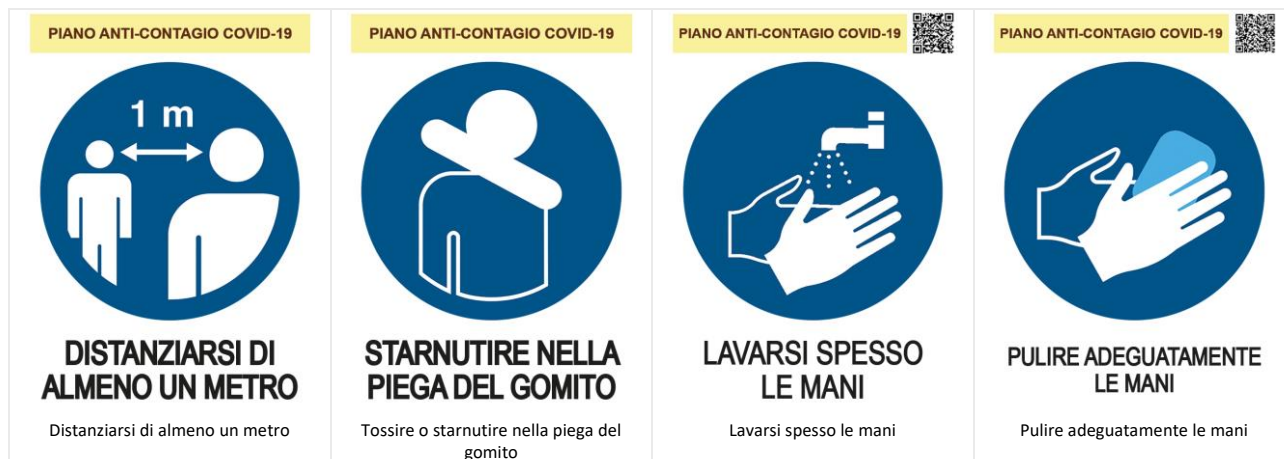 PIANO ANTI-CONTAGIO COVID-19
1 m
DISTANZIARSI DI
ALMENO UN METRO
Distanziarsi di almeno un metro
PIANO ANTI-CONTAGIO COVID-19
STARNUTIRE NELLA
PIEGA DEL GOMITO
Tossire o starnutire nella piega del
gomito
PIANO ANTI-CONTAGIO COVID-19
LAVARSI SPESSO
LE MANI
Lavarsi spesso le mani
PIANO ANTI-CONTAGIO COVID-19
PULIRE ADEGUATAMENTE
LE MANI
Pulire adeguatamente le mani